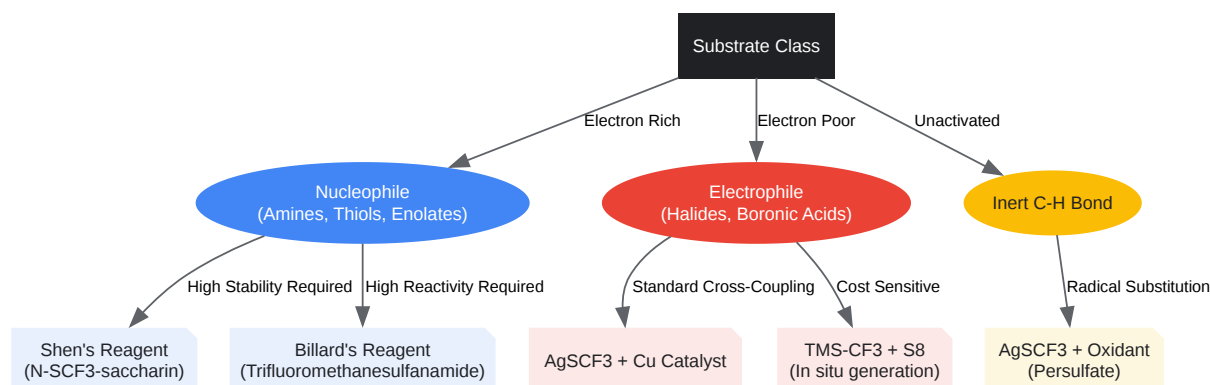 Substrate Class
Electron Rich
Electron Poor
Unactivated
Nucleophile
(Amines, Thiols, Enolates)
Electrophile
(Halides, Boronic Acids)
Inert C-H Bond
High Stability Required
High Reactivity Required
Standard Cross-Coupling
Cost Sensitive
Radical Substitution
Shen's Reagent
(N-SCF3-saccharin)
Billard's Reagent
(Trifluoromethanesulfanamide)
AgSCF3 + Cu Catalyst
TMS-CF3 + S8
(In situ generation)
AgSCF3 + Oxidant
(Persulfate)